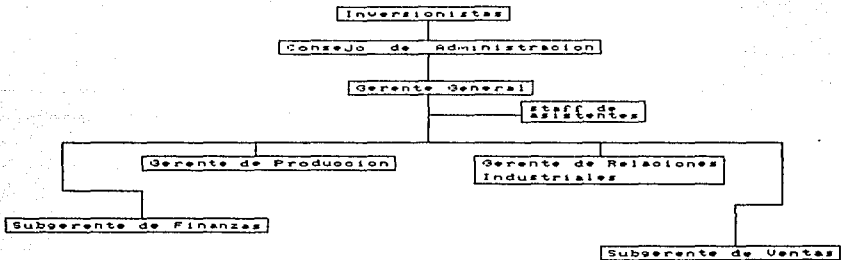 Inversionistas
Consejo de Administracion
Gerente General
staff de
asistentes
Gerente de Produccion
Gerente de Relaciones
Industriales
Subgerente de Finanzas
Subgerente de Ventas